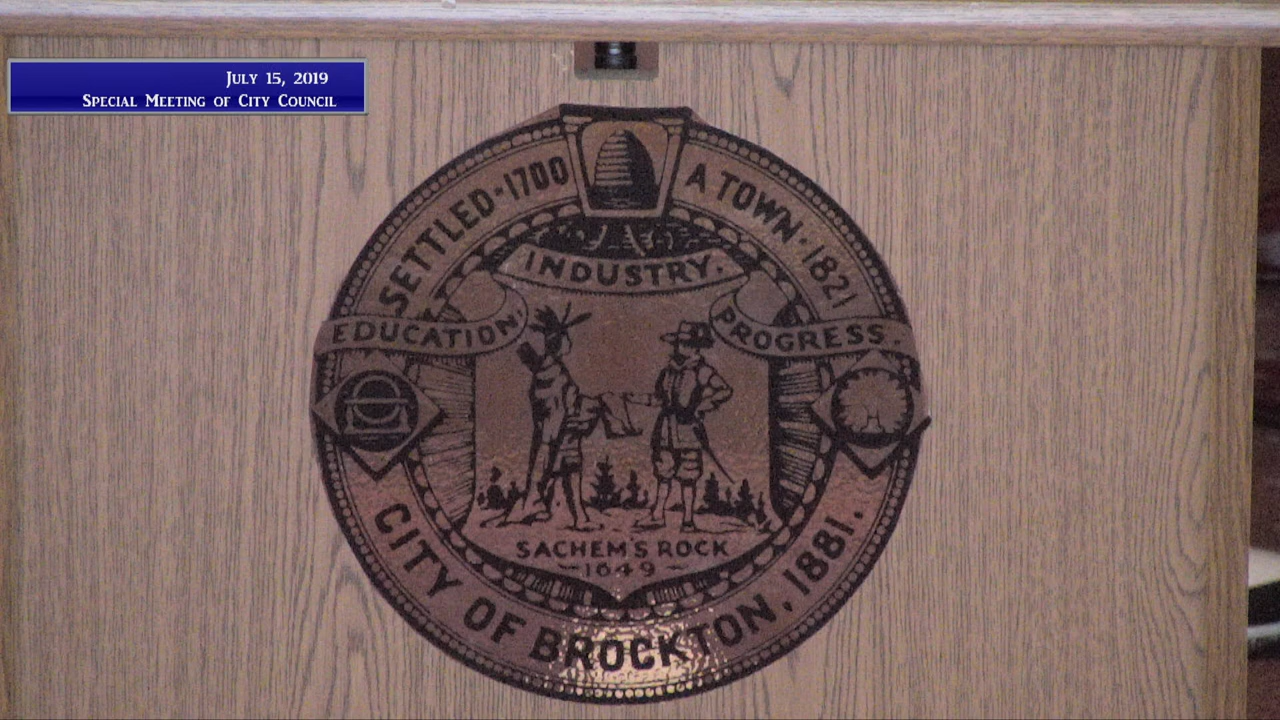 July 15, 2019
Special Meeting of City Council
SETTLED · 1700
A TOWN · 1821
INDUSTRY.
EDUCATION.
PROGRESS.
SACHEM'S ROCK
1649
CITY OF BROCKTON, 1881.